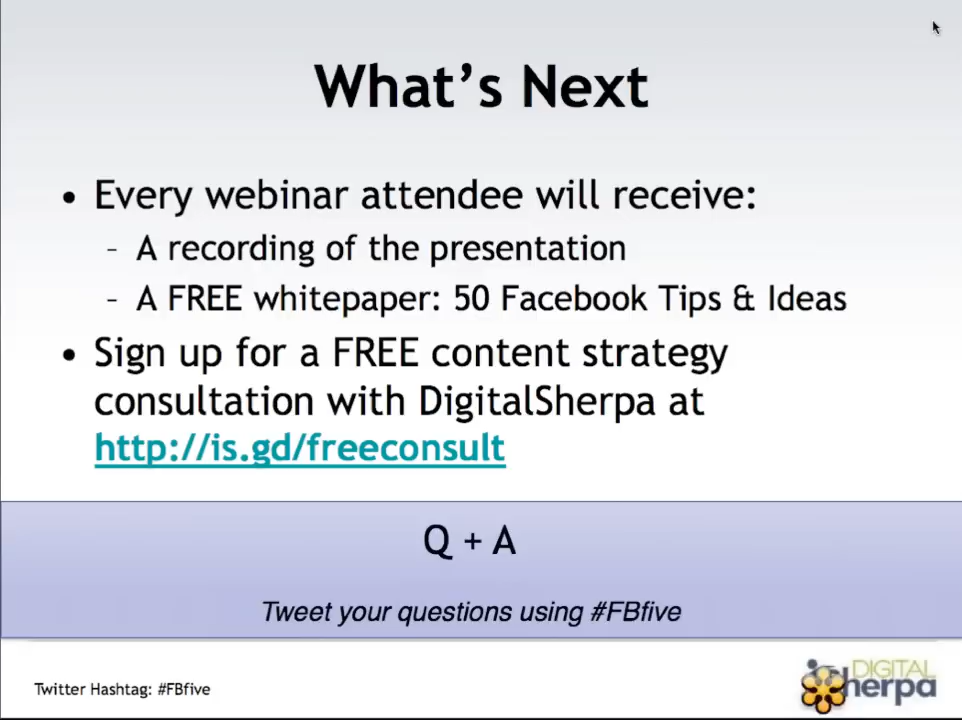 What's Next
• Every webinar attendee will receive:
– A recording of the presentation
– A FREE whitepaper: 50 Facebook Tips & Ideas
• Sign up for a FREE content strategy
consultation with DigitalSherpa at
http://is.gd/freeconsult
Q + A
Tweet your questions using #FBfive
Twitter Hashtag: #FBfive
DIGITAL
sherpa